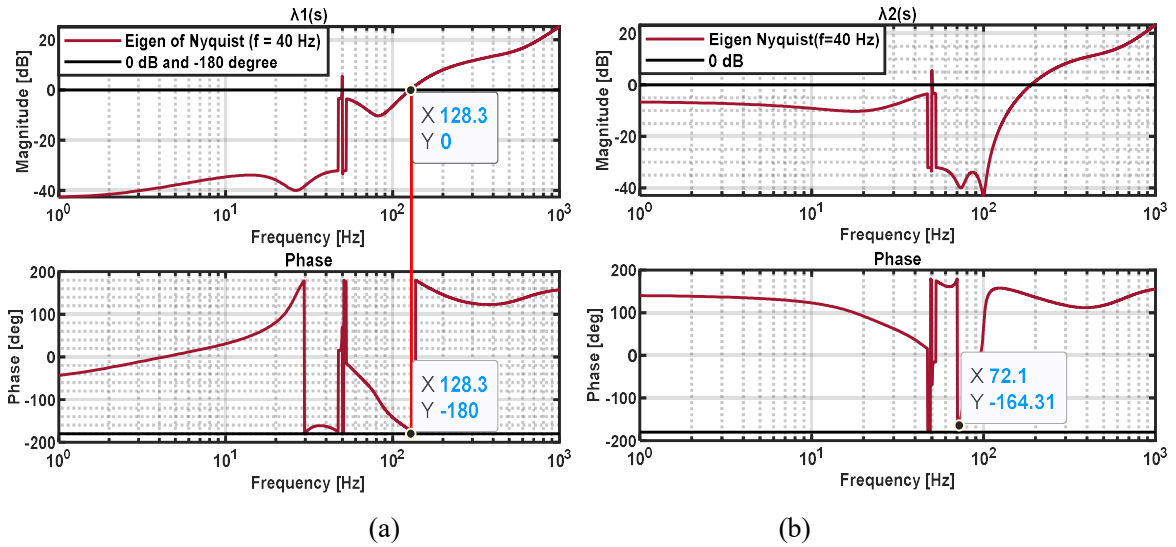 λ1(s)
Eigen of Nyquist (f = 40 Hz)
0 dB and -180 degree
Magnitude [dB]
20
0
-20
-40
X 128.3
Y 0
10^0 10^1 10^2 10^3
Frequency [Hz]
Phase
Phase [deg]
200
100
0
-100
-200
X 128.3
Y -180
10^0 10^1 10^2 10^3
Frequency [Hz]
(a)
λ2(s)
Eigen Nyquist(f=40 Hz)
0 dB
Magnitude [dB]
20
0
-20
-40
10^0 10^1 10^2 10^3
Frequency [Hz]
Phase
Phase [deg]
200
100
0
-100
-200
X 72.1
Y -164.31
10^0 10^1 10^2 10^3
Frequency [Hz]
(b)